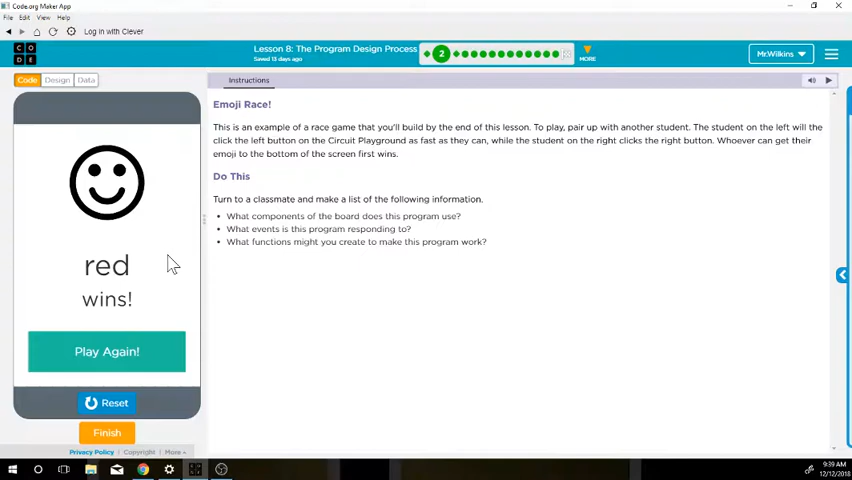 Code.org Maker App
File Edit View Help
Log in with Clever
CO
DE
Lesson 8: The Program Design Process
Saved 13 days ago
2
MORE
Mr.Wilkins
Code Design Data
Instructions
Emoji Race!
This is an example of a race game that you'll build by the end of this lesson. To play, pair up with another student. The student on the left will the
click the left button on the Circuit Playground as fast as they can, while the student on the right clicks the right button. Whoever can get their
emoji to the bottom of the screen first wins.
Do This
Turn to a classmate and make a list of the following information.
• What components of the board does this program use?
• What events is this program responding to?
• What functions might you create to make this program work?
red
wins!
Play Again!
Reset
Finish
Privacy Policy | Copyright | More
9:39 AM
12/12/2018